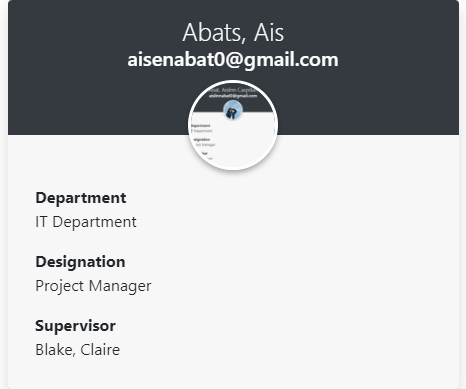 Abats, Ais
aisenabat0@gmail.com
Department
IT Department
Designation
Project Manager
Supervisor
Blake, Claire